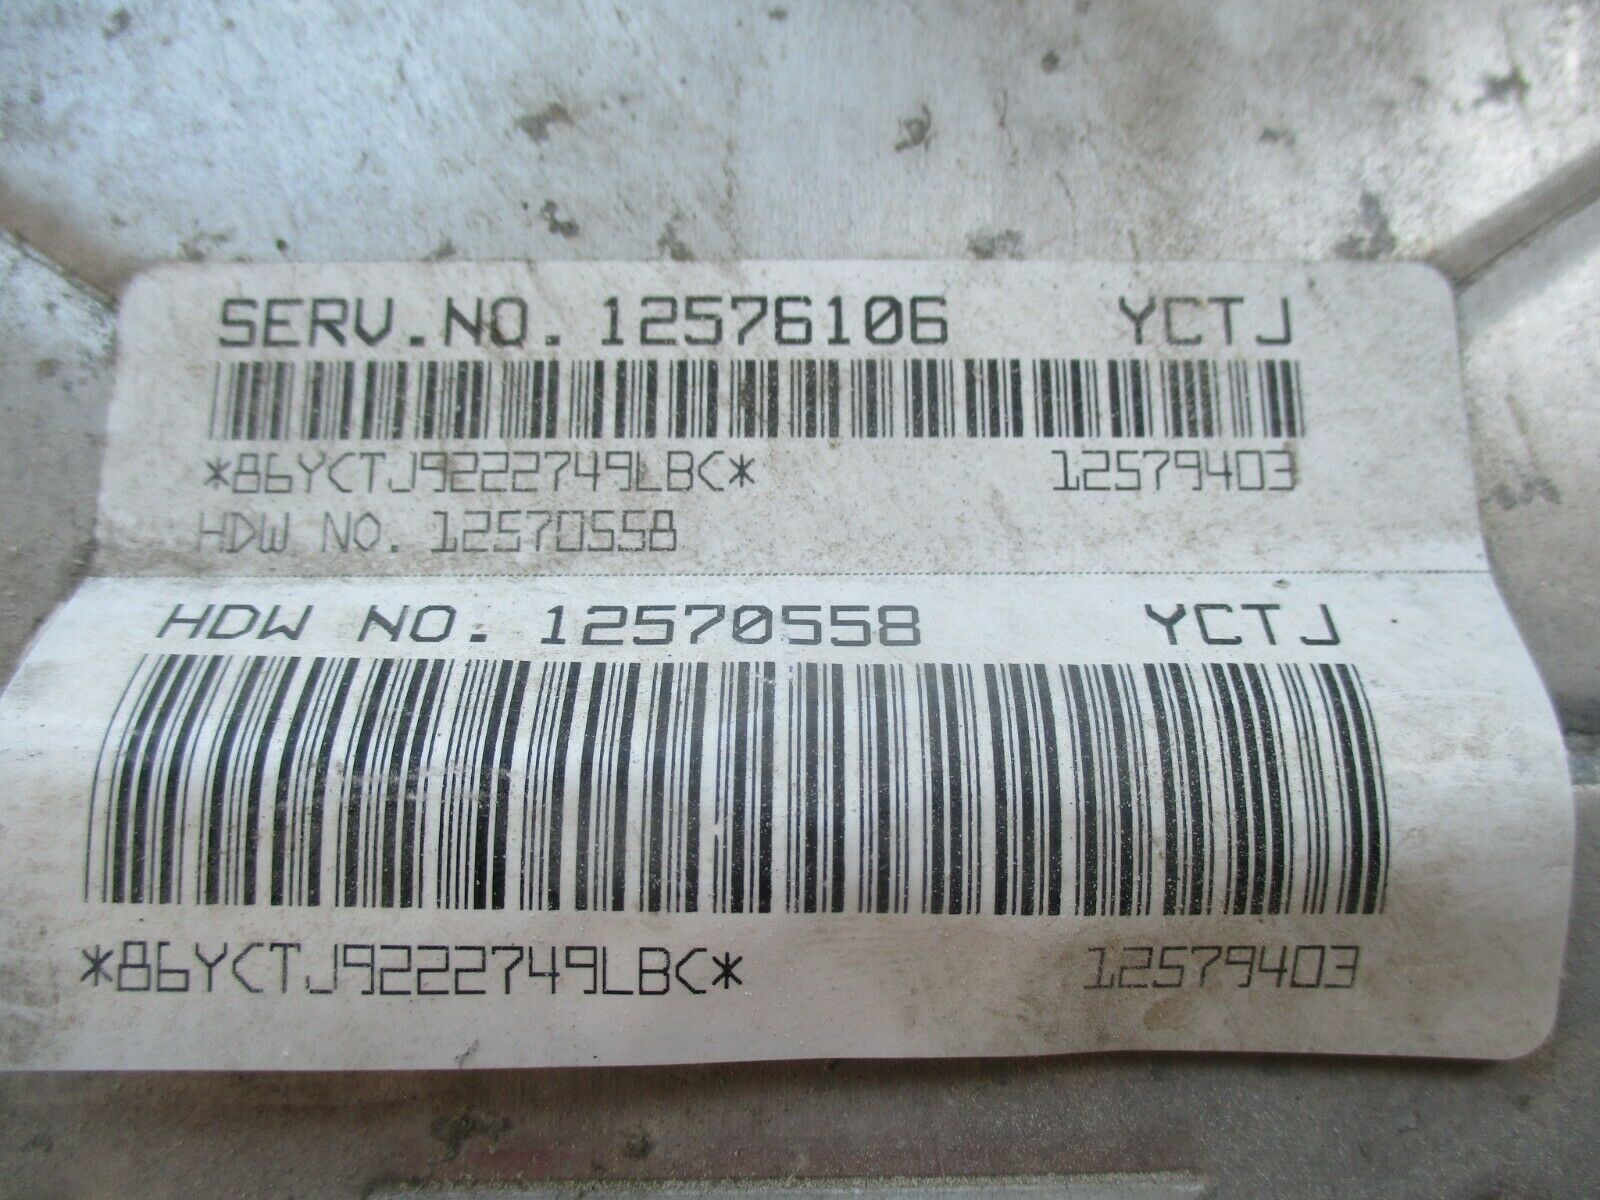 SERV.NO. 12576106 YCTJ
*86YCTJ9222749LBC* 12579403
HDW NO. 12570558
HDW NO. 12570558 YCTJ
*86YCTJ9222749LBC* 12579403